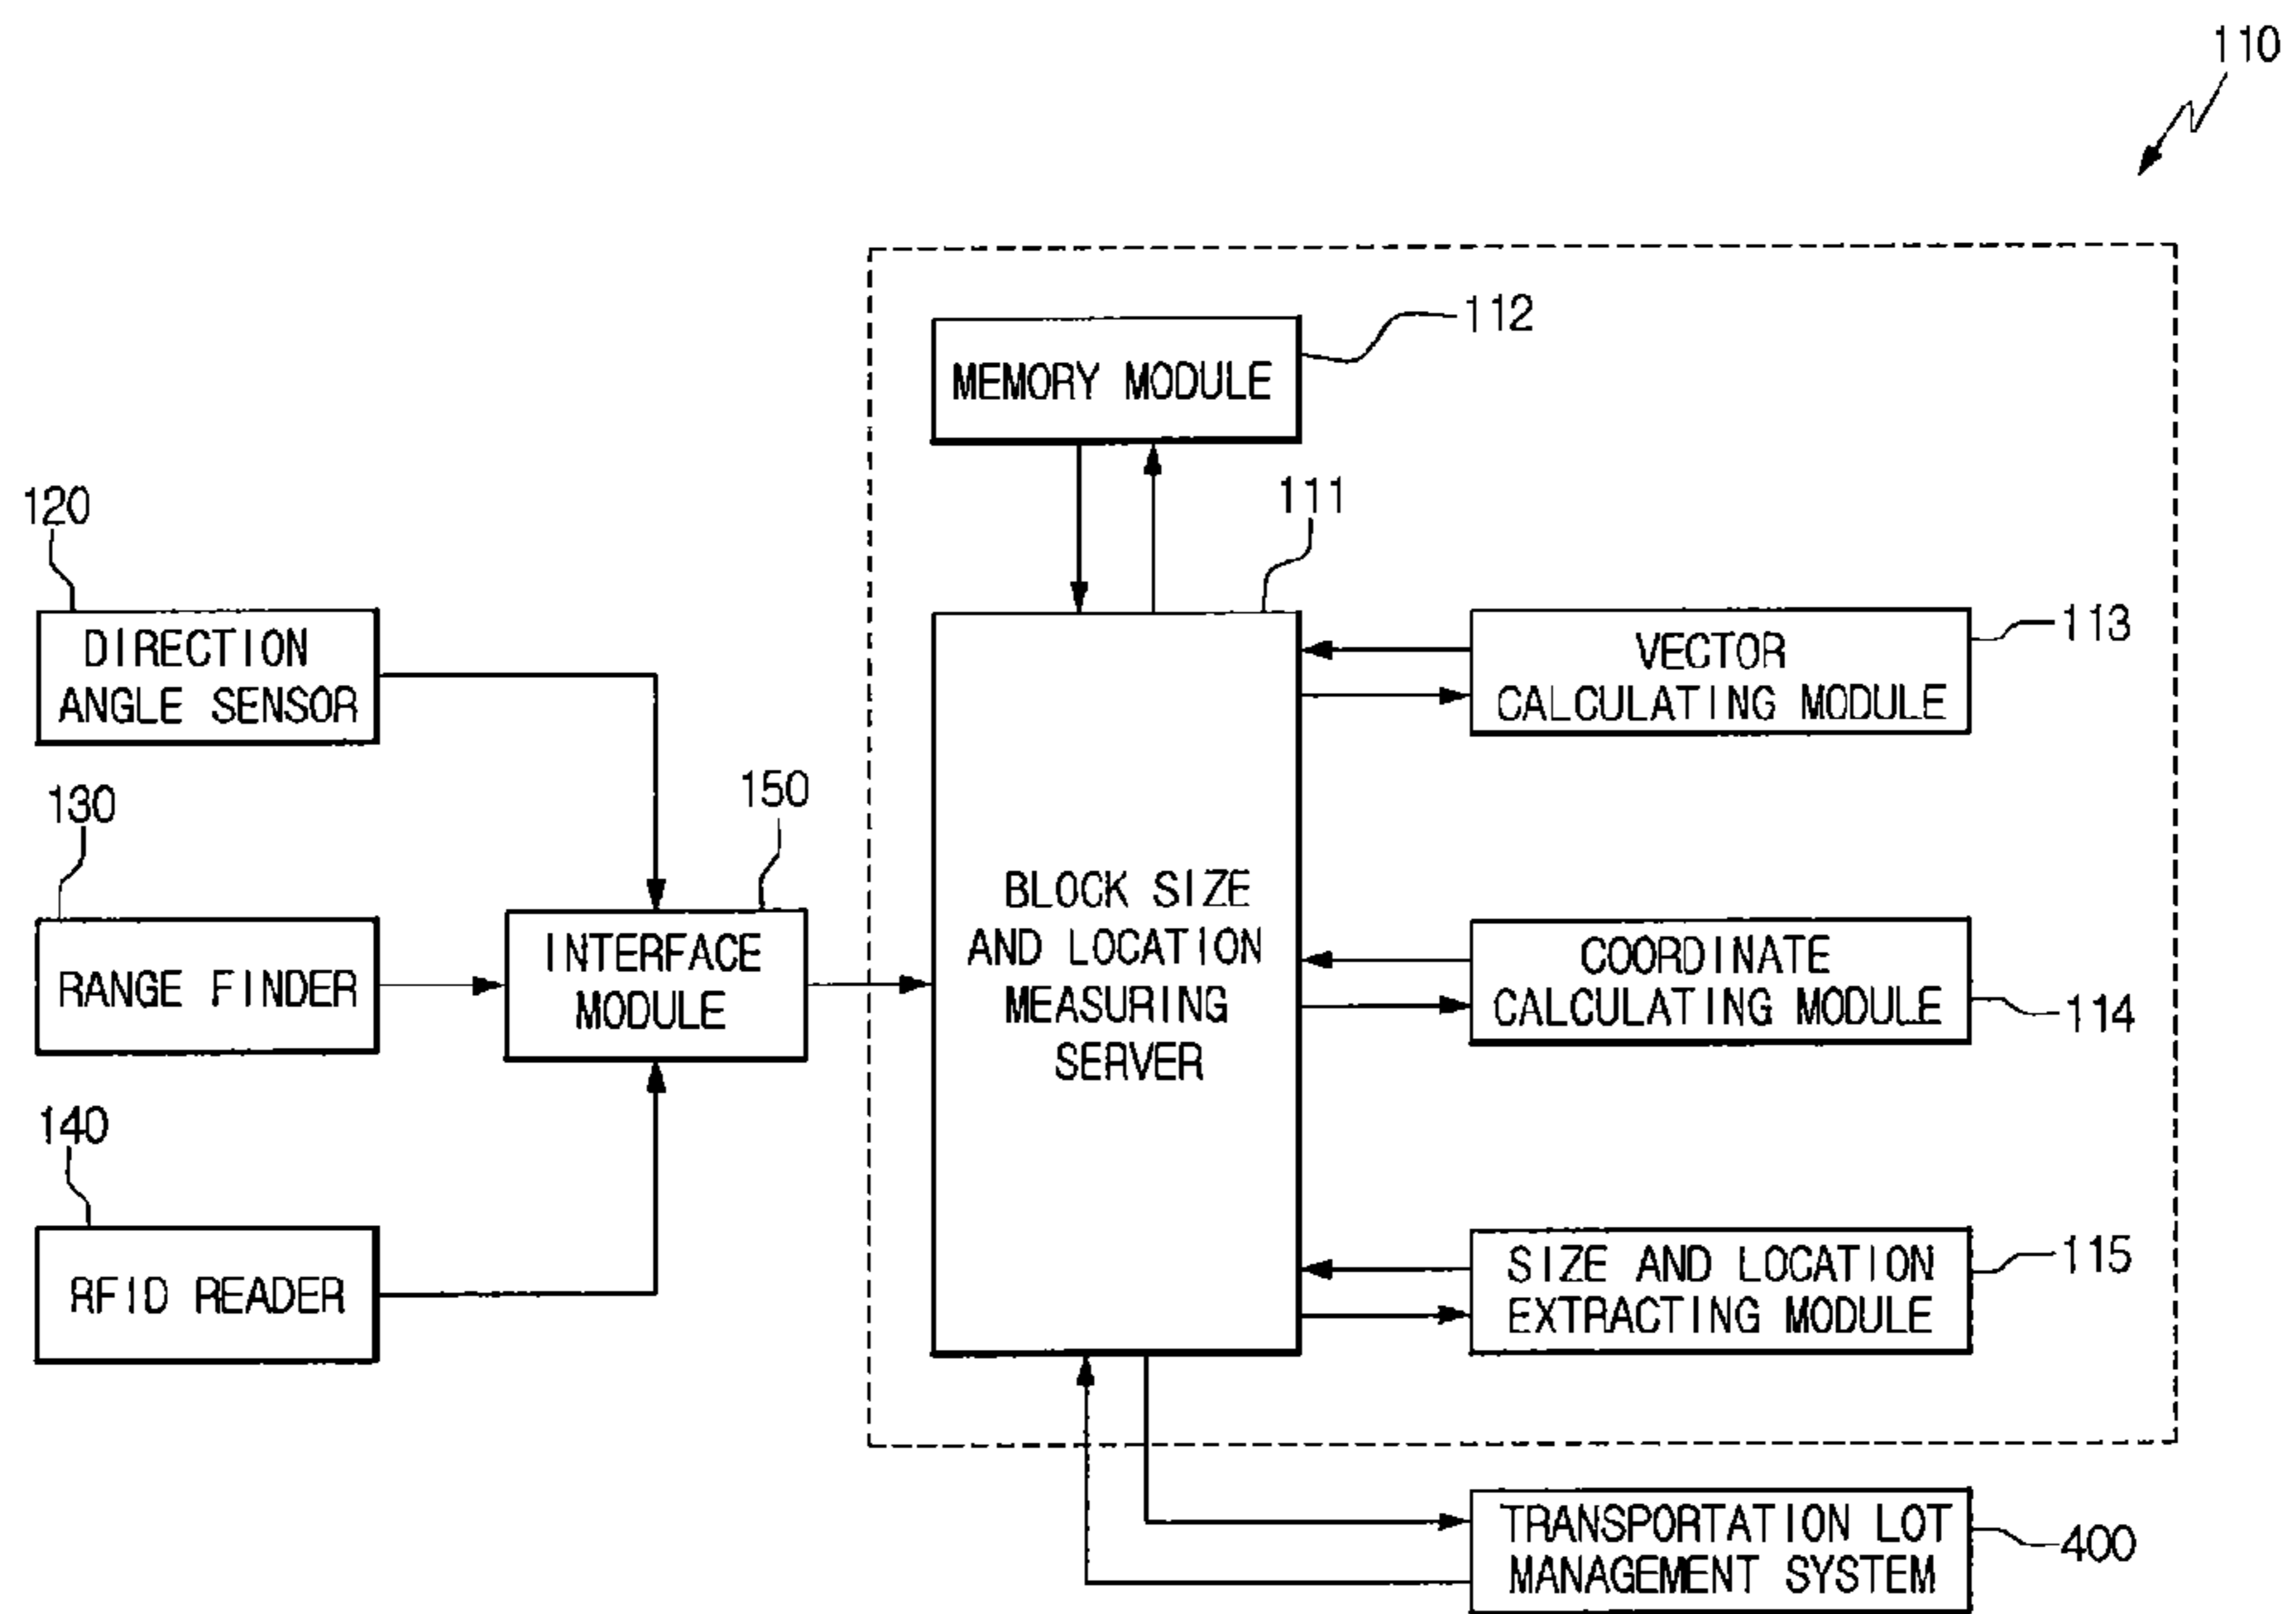 110
112
MEMORY MODULE
111
120
DIRECTION
ANGLE SENSOR
113
VECTOR
CALCULATING MODULE
130
RANGE FINDER
150
INTERFACE
MODULE
BLOCK SIZE
AND LOCATION
MEASURING
SERVER
COORDINATE
CALCULATING MODULE
114
140
RFID READER
SIZE AND LOCATION
EXTRACTING MODULE
115
TRANSPORTATION LOT
MANAGEMENT SYSTEM
400